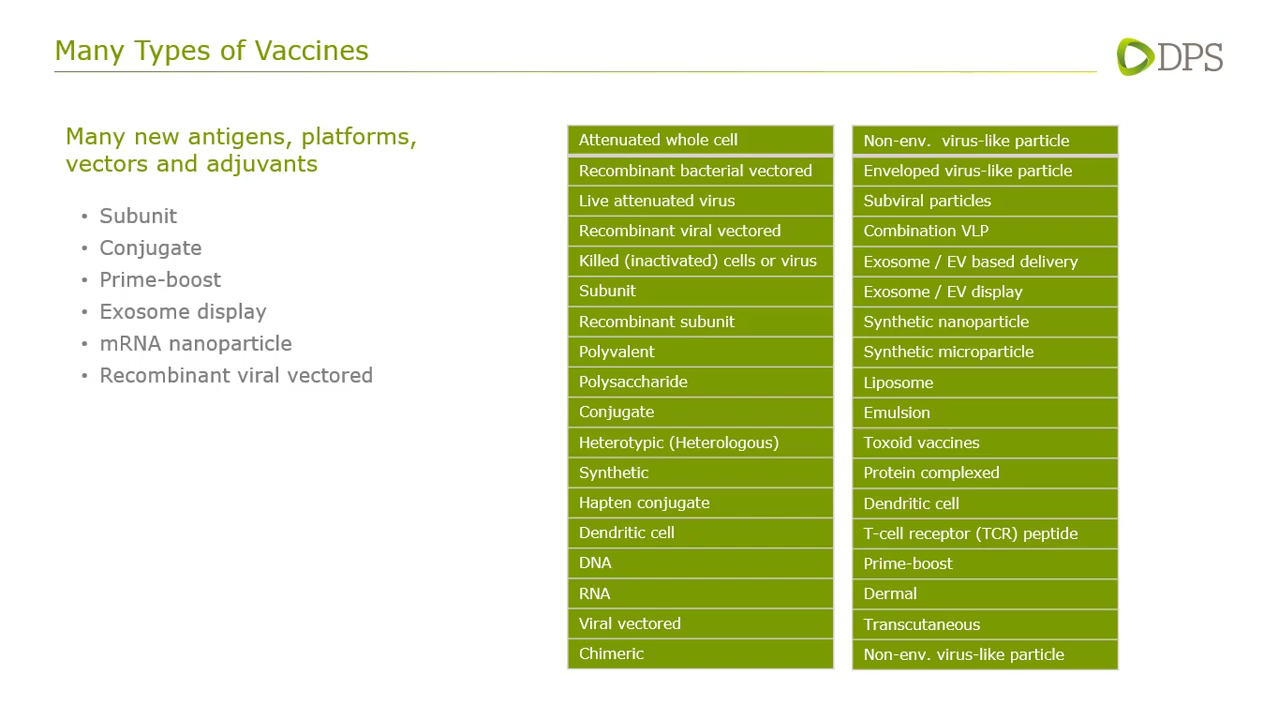 Many Types of Vaccines
DPS
Many new antigens, platforms,
vectors and adjuvants
• Subunit
• Conjugate
• Prime-boost
• Exosome display
• mRNA nanoparticle
• Recombinant viral vectored
Attenuated whole cell
Recombinant bacterial vectored
Live attenuated virus
Recombinant viral vectored
Killed (inactivated) cells or virus
Subunit
Recombinant subunit
Polyvalent
Polysaccharide
Conjugate
Heterotypic (Heterologous)
Synthetic
Hapten conjugate
Dendritic cell
DNA
RNA
Viral vectored
Chimeric
Non-env.  virus-like particle
Enveloped virus-like particle
Subviral particles
Combination VLP
Exosome / EV based delivery
Exosome / EV display
Synthetic nanoparticle
Synthetic microparticle
Liposome
Emulsion
Toxoid vaccines
Protein complexed
Dendritic cell
T-cell receptor (TCR) peptide
Prime-boost
Dermal
Transcutaneous
Non-env. virus-like particle